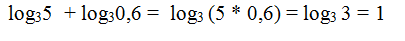 log₃5 + log₃0,6 = log₃ (5 * 0,6) = log₃ 3 = 1